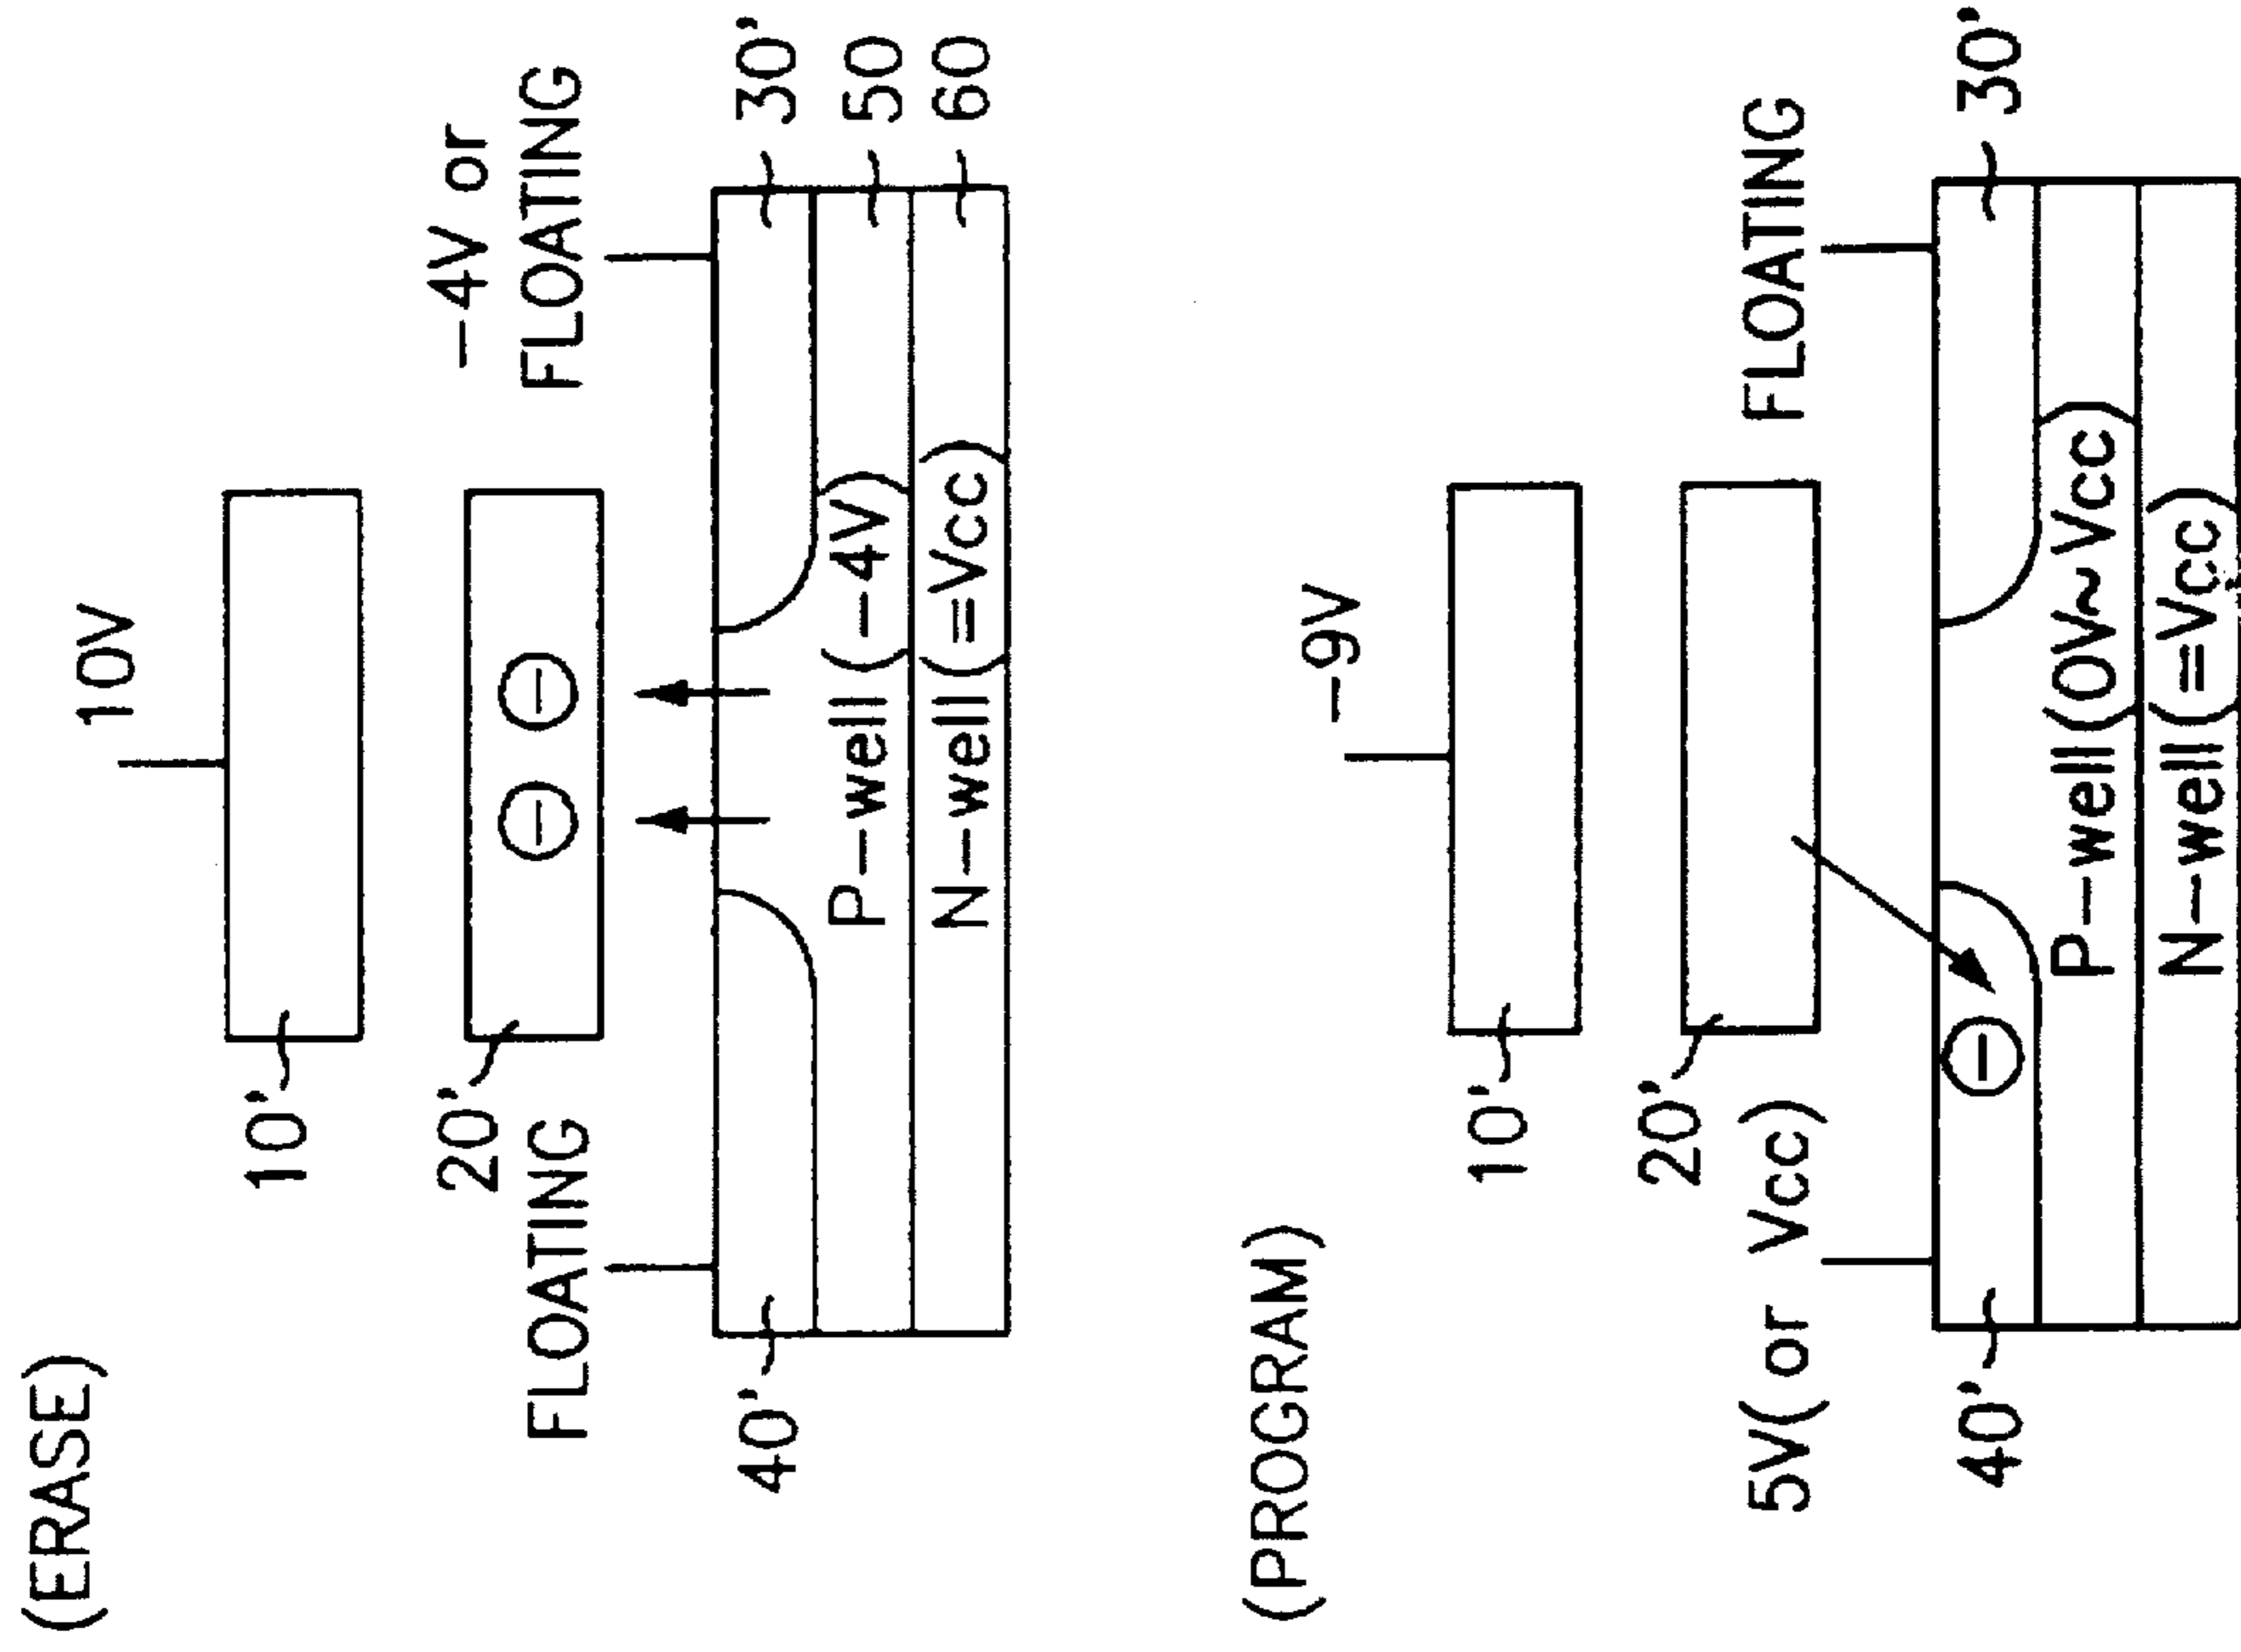 (ERASE)
10V
10'
20'
FLOATING
-4V or
FLOATING
40'
30'
P-well(-4V)
50
N-well(=Vcc)
60
(PROGRAM)
-9V
10'
20'
5V(or Vcc)
FLOATING
40'
30'
P-well(0V~Vcc)
N-well(=Vcc)